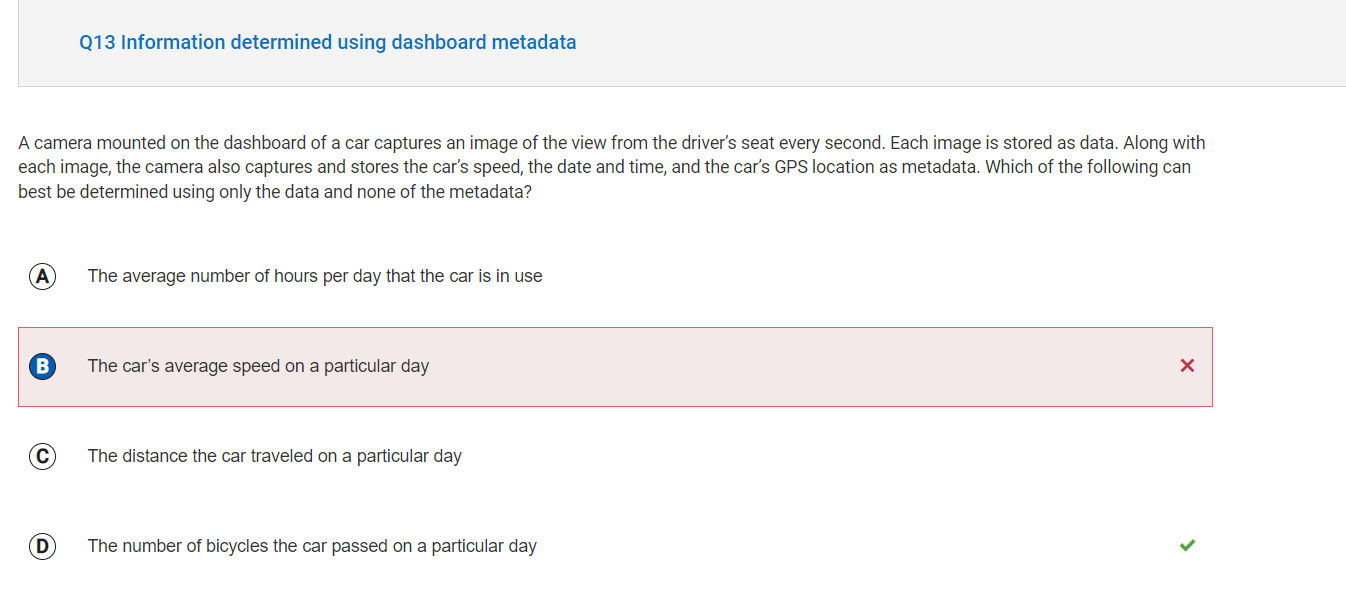 Q13 Information determined using dashboard metadata
A camera mounted on the dashboard of a car captures an image of the view from the driver’s seat every second. Each image is stored as data. Along with
each image, the camera also captures and stores the car’s speed, the date and time, and the car’s GPS location as metadata. Which of the following can
best be determined using only the data and none of the metadata?
A The average number of hours per day that the car is in use
B The car’s average speed on a particular day
C The distance the car traveled on a particular day
D The number of bicycles the car passed on a particular day